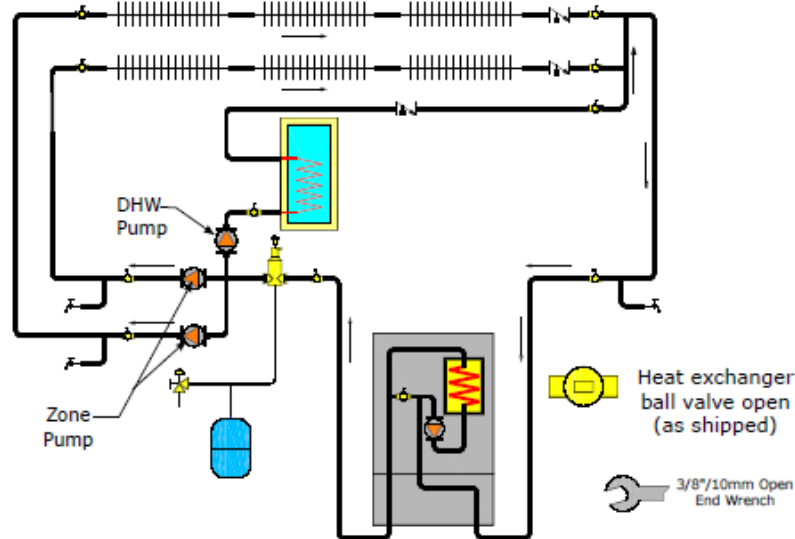 DHW
Pump
Zone
Pump
Heat exchanger
ball valve open
(as shipped)
3/8"/10mm Open
End Wrench